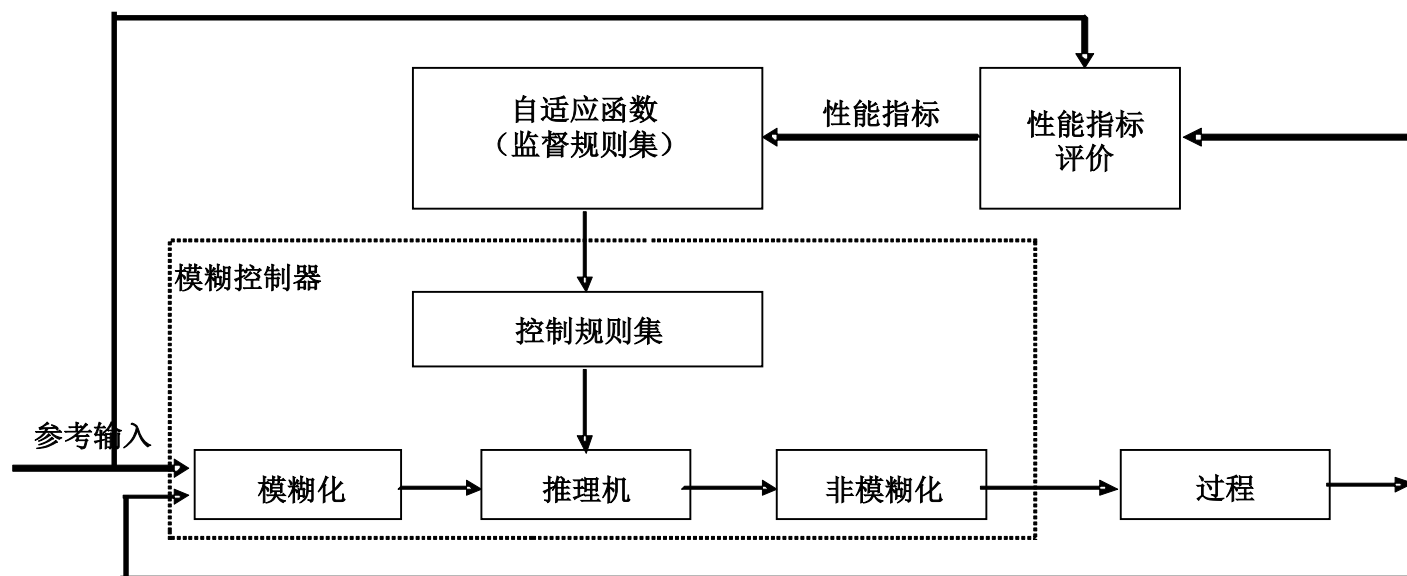 自适应函数
（监督规则集）
性能指标
性能指标
评价
模糊控制器
控制规则集
参考输入
模糊化
推理机
非模糊化
过程